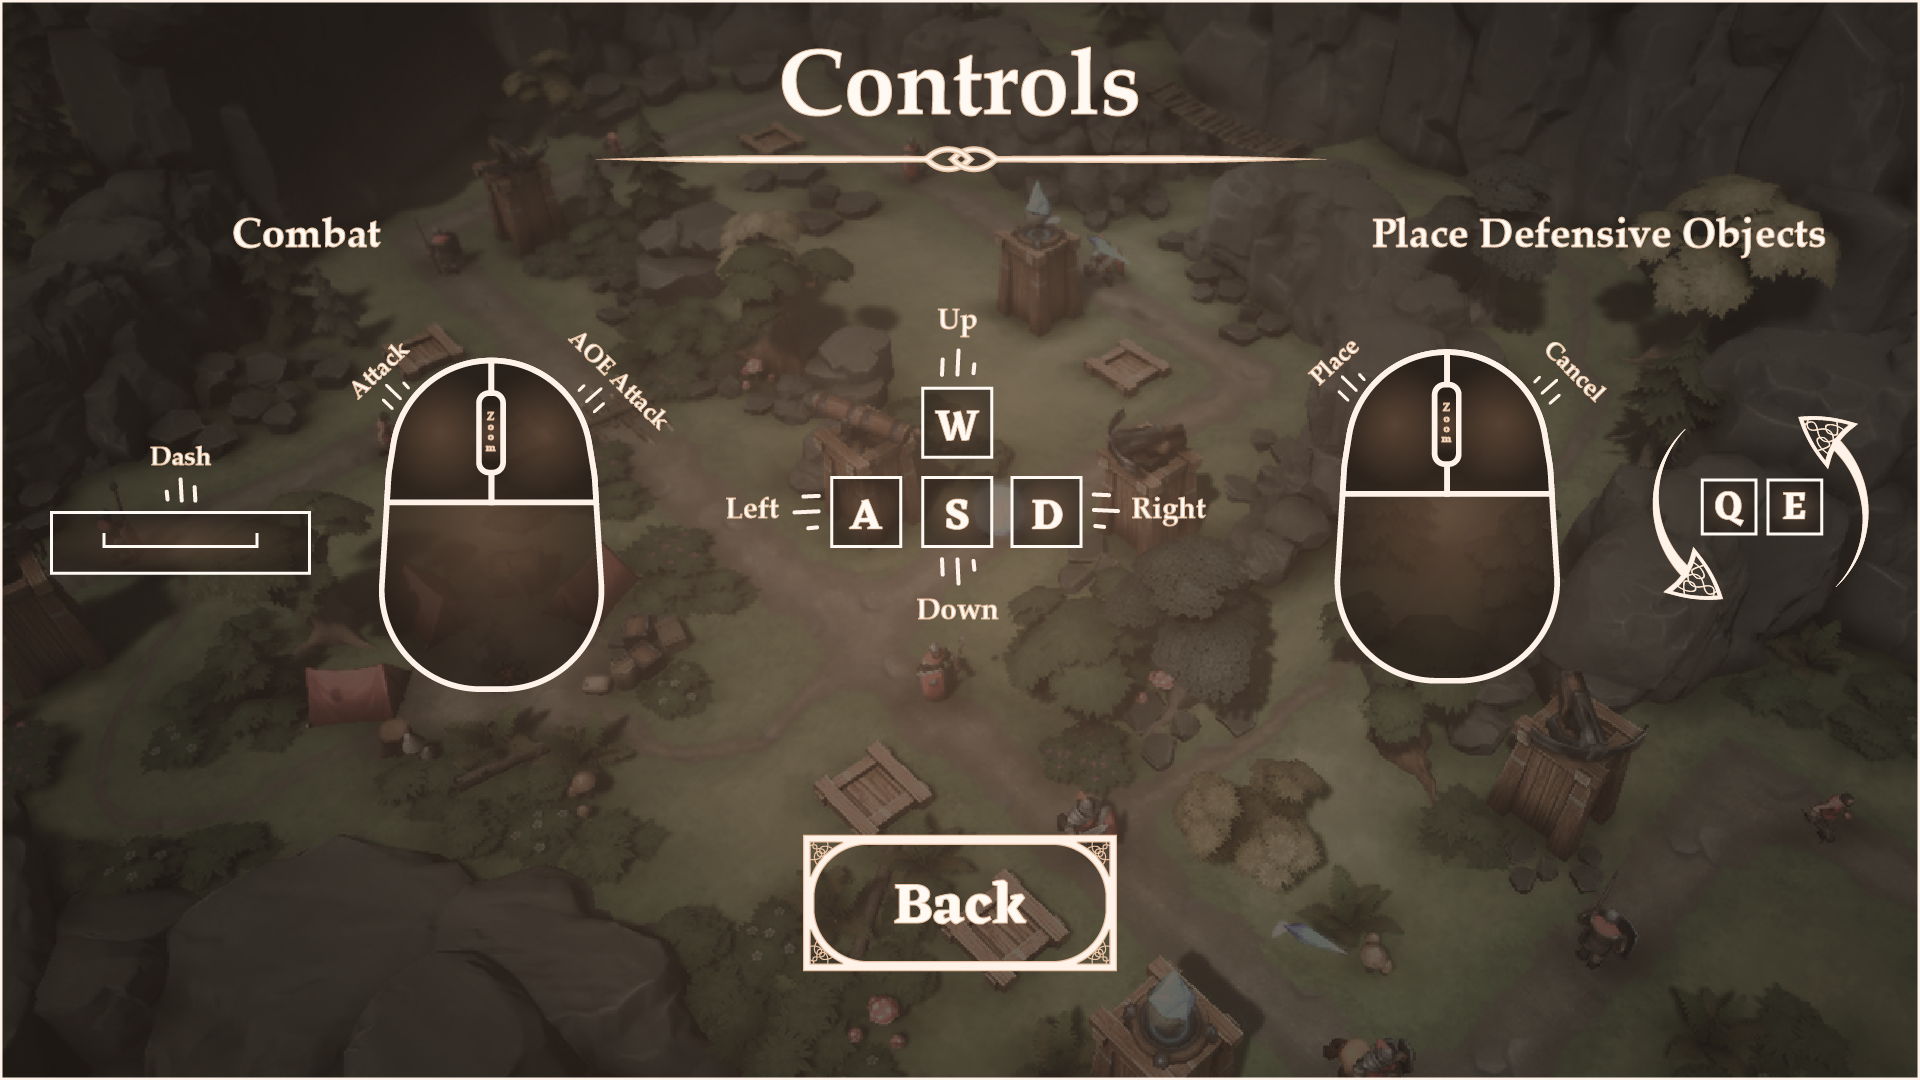 Controls
Combat
Place Defensive Objects
Up
Attack
AOE Attack
Place
Cancel
Zoom
Zoom
W
Dash
Left
A
S
D
Right
Q
E
Down
Back